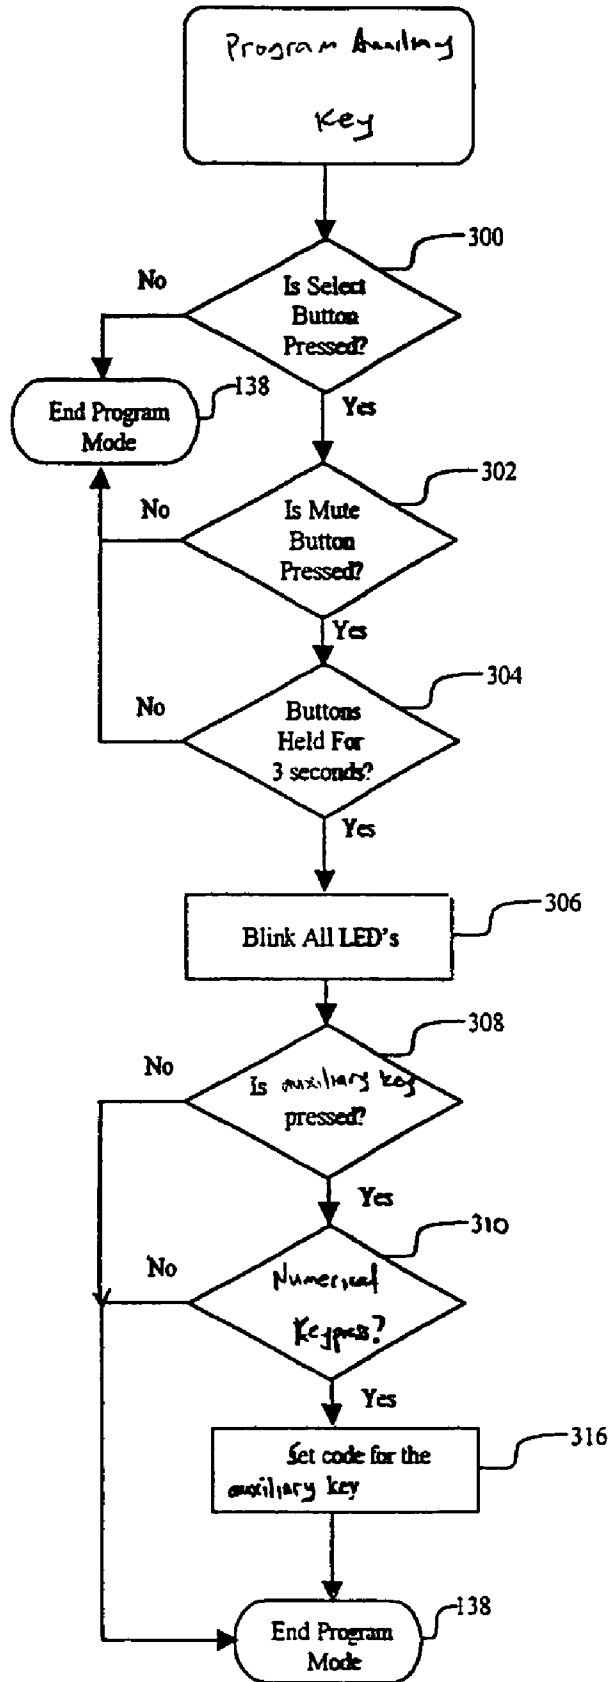 Program Auxiliary
Key
300
No
Is Select
Button
Pressed?
138
End Program
Mode
Yes
302
No
Is Mute
Button
Pressed?
Yes
304
No
Buttons
Held For
3 seconds?
Yes
306
Blink All LED's
308
No
Is auxiliary key
pressed?
Yes
310
No
Numerical
Keypress?
Yes
316
Set code for the
auxiliary key
138
End Program
Mode